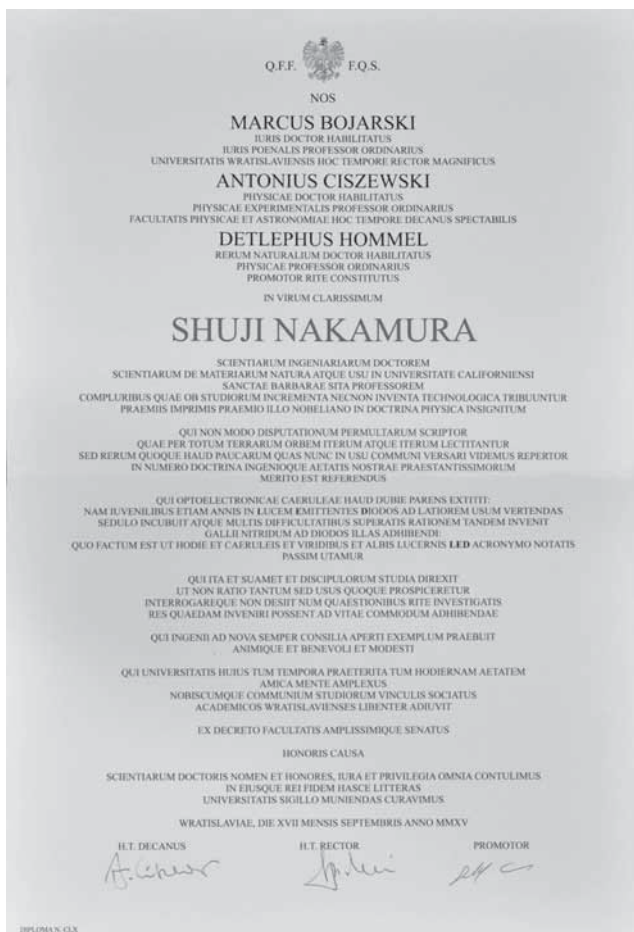 Q.F.F. F.Q.S.
NOS
MARCUS BOJARSKI
IURIS DOCTOR HABILITATUS
IURIS POENALIS PROFESSOR ORDINARIUS
UNIVERSITATIS WRATISLAVIENSIS HOC TEMPORE RECTOR MAGNIFICUS
ANTONIUS CISZEWSKI
PHYSICAE DOCTOR HABILITATUS
PHYSICAE EXPERIMENTALIS PROFESSOR ORDINARIUS
FACULTATIS PHYSICAE ET ASTRONOMIAE HOC TEMPORE DECANUS SPECTABILIS
DETLEPHUS HOMMEL
RERUM NATURALIUM DOCTOR HABILITATUS
PHYSICAE PROFESSOR ORDINARIUS
PROMOTOR RITE CONSTITUTUS
IN VIRUM CLARISSIMUM
SHUJI NAKAMURA
SCIENTIARUM INGENIARIARUM DOCTOREM
SCIENTIARUM DE MATERIARUM NATURA ATQUE USU IN UNIVERSITATE CALIFORNIENSI
SANCTAE BARBARAE SITA PROFESSOREM
COMPLURIBUS QUAE OB STUDIORUM INCREMENTA NECNON INVENTA TECHNOLOGICA TRIBUUNTUR
PRAEMIIS IMPRIMIS PRAEMIO ILLO NOBELIANO IN DOCTRINA PHYSICA INSIGNITUM
QUI NON MODO DISPUTATIONUM PERMULTARUM SCRIPTOR
QUAE PER TOTUM TERRARUM ORBEM ITERUM ATQUE ITERUM LECTITANTUR
SED RERUM QUOQUE HAUD PAUCARUM QUAS NUNC IN USU COMMUNI VERSARI VIDEMUS REPERTOR
IN NUMERO DOCTRINA INGENIOQUE AETATIS NOSTRAE PRAESTANTISSIMORUM
MERITO EST REFERENDUS
QUI OPTOELECTRONICAE CAERULEAE HAUD DUBIE PARENS EXTITIT:
NAM IUVENILIBUS ETIAM ANNIS IN LUCEM EMITTENTES DIODOS AD LATIOREM USUM VERTENDAS
SEDULO INCUBUIT ATQUE MULTIS DIFFICULTATIBUS SUPERATIS RATIONEM TANDEM INVENIT
GALLII NITRIDUM AD DIODOS ILLAS ADHIBENDI:
QUO FACTUM EST UT HODIE ET CAERULEIS ET VIRIDIBUS ET ALBIS LUCERNIS LED ACRONYMO NOTATIS
PASSIM UTAMUR
QUI ITA ET SUAMET ET DISCIPULORUM STUDIA DIREXIT
UT NON RATIO TANTUM SED USUS QUOQUE PROSPICERETUR
INTERROGAREQUE NON DESIIT NUM QUAESTIONIBUS RITE INVESTIGATIS
RES QUAEDAM INVENIRI POSSENT AD VITAE COMMODUM ADHIBENDAE
QUI INGENII AD NOVA SEMPER CONSILIA APERTI EXEMPLUM PRAEBUIT
ANIMIQUE ET BENEVOLI ET MODESTI
QUI UNIVERSITATIS HUIUS TUM TEMPORA PRAETERITA TUM HODIERNAM AETATEM
AMICA MENTE AMPLEXUS
NOBISCUMQUE COMMUNIUM STUDIORUM VINCULIS SOCIATUS
ACADEMICOS WRATISLAVIENSES LIBENTER ADIUVIT
EX DECRETO FACULTATIS AMPLISSIMIQUE SENATUS
HONORIS CAUSA
SCIENTIARUM DOCTORIS NOMEN ET HONORES, IURA ET PRIVILEGIA OMNIA CONTULIMUS
IN EIUSQUE REI FIDEM HASCE LITTERAS
UNIVERSITATIS SIGILLO MUNIENDAS CURAVIMUS
WRATISLAVIAE, DIE XVII MENSIS SEPTEMBRIS ANNO MMXV
H.T. DECANUS H.T. RECTOR PROMOTOR
DIPLOMA N. CLX